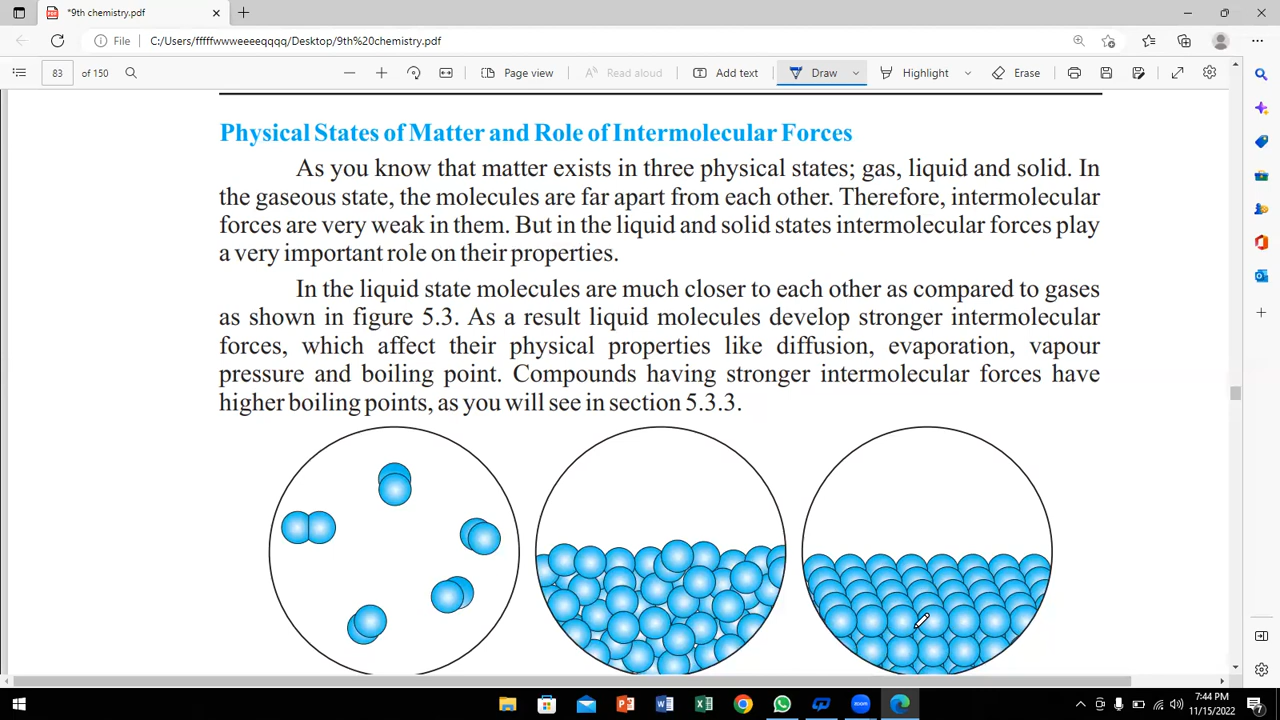 *9th chemistry.pdf
File
C:/Users/fffffwwweeeeqqqq/Desktop/9th%20chemistry.pdf
83 of 150
Page view
Read aloud
Add text
Draw
Highlight
Erase
Physical States of Matter and Role of Intermolecular Forces
As you know that matter exists in three physical states; gas, liquid and solid. In
the gaseous state, the molecules are far apart from each other. Therefore, intermolecular
forces are very weak in them. But in the liquid and solid states intermolecular forces play
a very important role on their properties.
In the liquid state molecules are much closer to each other as compared to gases
as shown in figure 5.3. As a result liquid molecules develop stronger intermolecular
forces, which affect their physical properties like diffusion, evaporation, vapour
pressure and boiling point. Compounds having stronger intermolecular forces have
higher boiling points, as you will see in section 5.3.3.
7:44 PM
11/15/2022